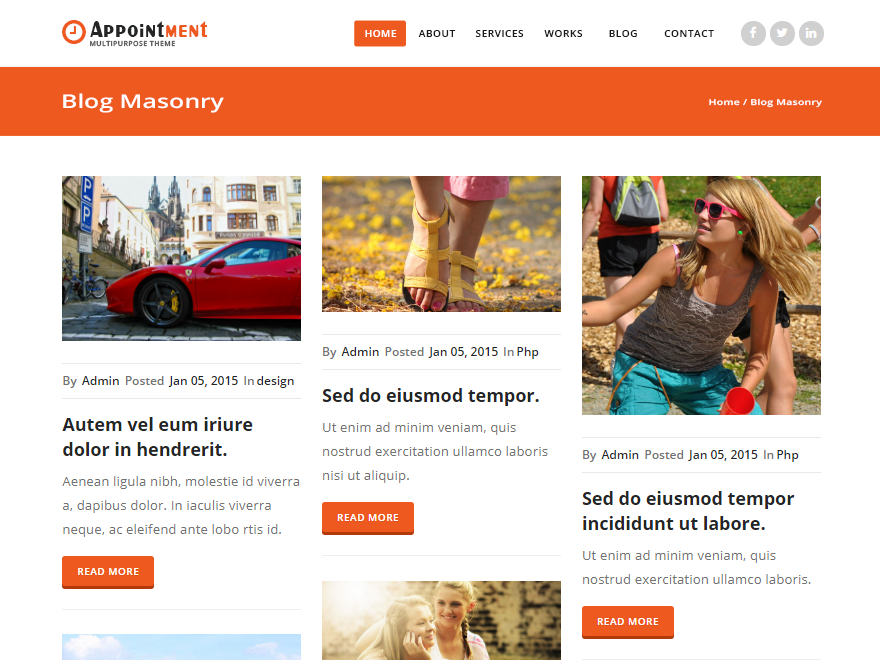 Appointment
MULTIPURPOSE THEME
HOME ABOUT SERVICES WORKS BLOG CONTACT
f in
Blog Masonry
Home / Blog Masonry
P
P
By Admin Posted Jan 05, 2015 In design
Autem vel eum iriure
dolor in hendrerit.
Aenean ligula nibh, molestie id viverra
a, dapibus dolor. In iaculis viverra
neque, ac eleifend ante lobo rtis id.
READ MORE
By Admin Posted Jan 05, 2015 In Php
Sed do eiusmod tempor.
Ut enim ad minim veniam, quis
nostrud exercitation ullamco laboris
nisi ut aliquip.
READ MORE
By Admin Posted Jan 05, 2015 In Php
Sed do eiusmod tempor
incididunt ut labore.
Ut enim ad minim veniam, quis
nostrud exercitation ullamco laboris.
READ MORE